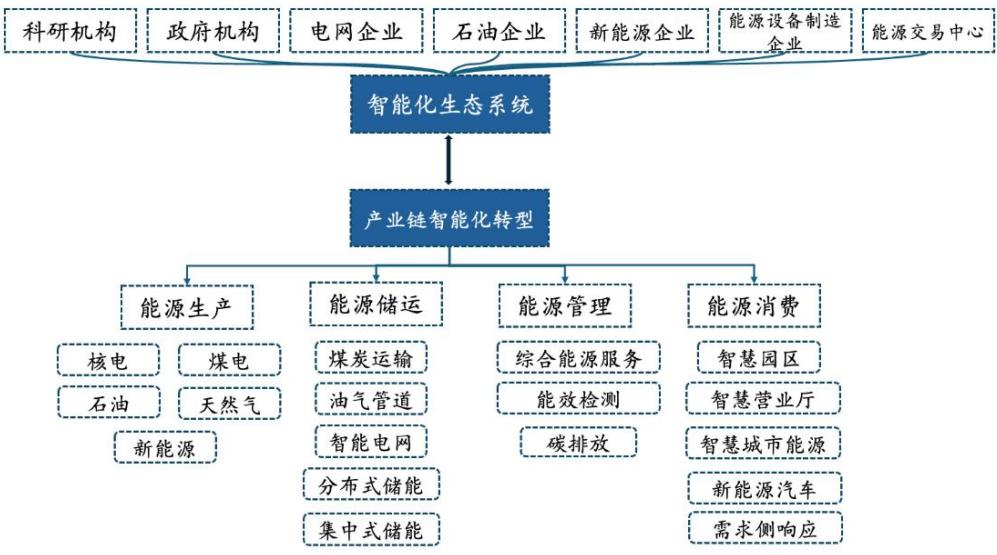 科研机构
政府机构
电网企业
石油企业
新能源企业
能源设备制造
企业
能源交易中心
智能化生态系统
产业链智能化转型
能源生产
能源储运
能源管理
能源消费
核电
煤电
石油
天然气
新能源
煤炭运输
油气管道
智能电网
分布式储能
集中式储能
综合能源服务
能效检测
碳排放
智慧园区
智慧营业厅
智慧城市能源
新能源汽车
需求侧响应